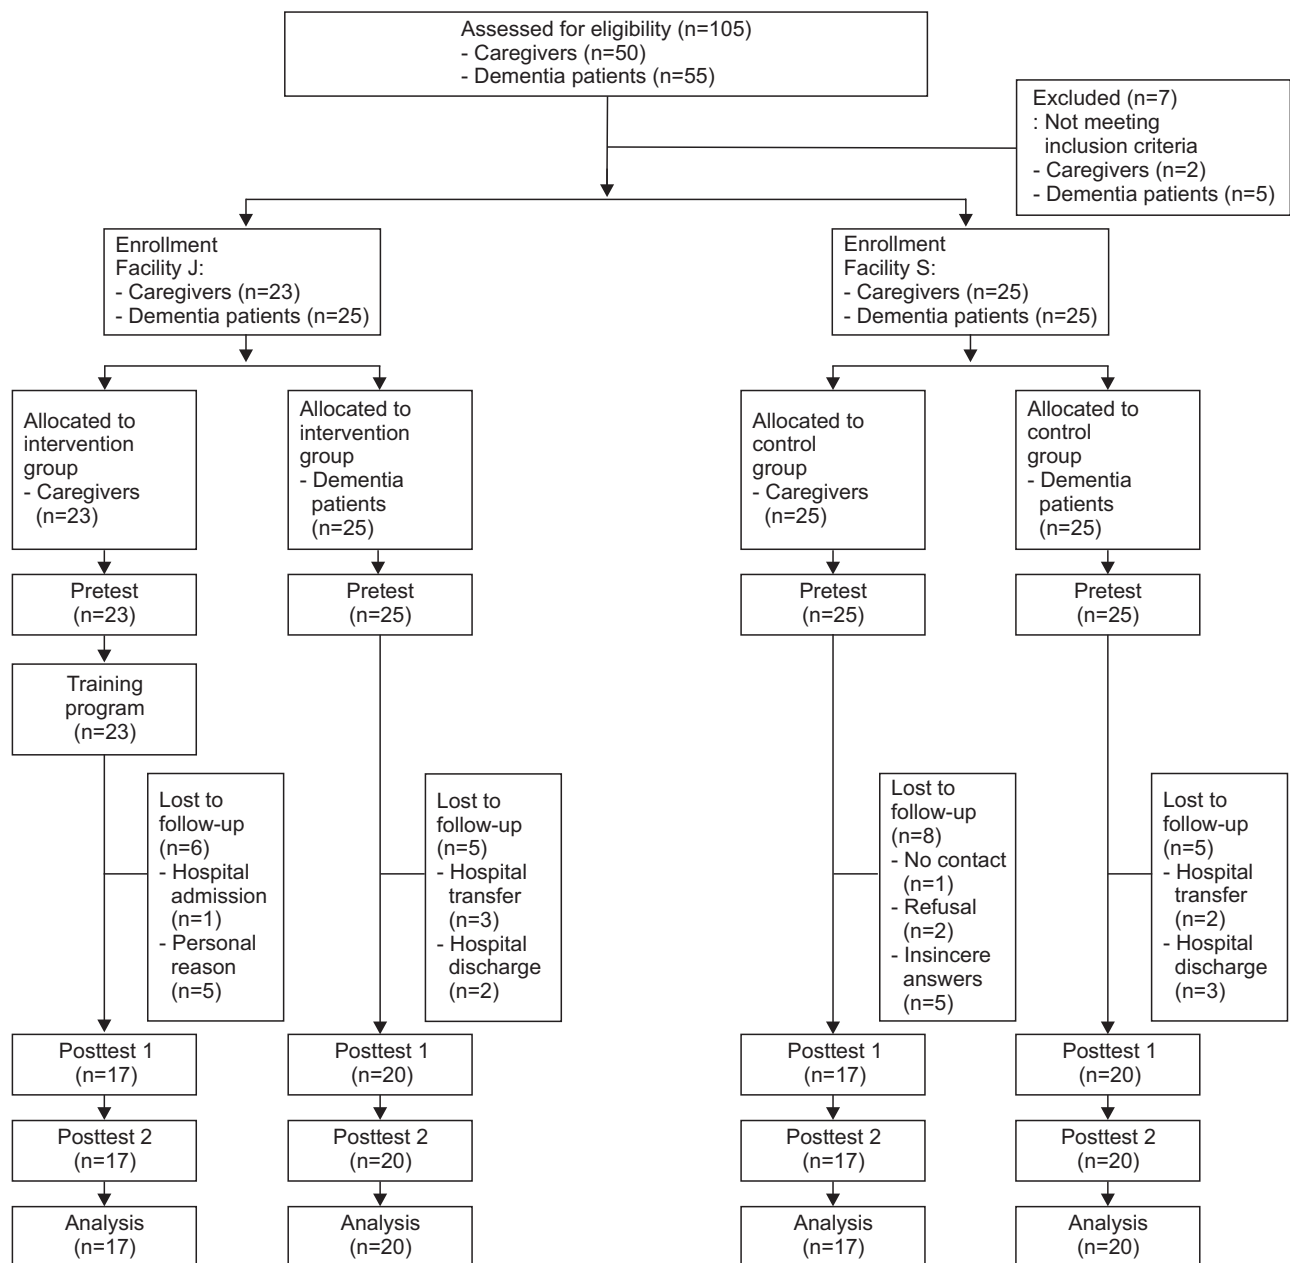 Assessed for eligibility (n=105)
- Caregivers (n=50)
- Dementia patients (n=55)
Excluded (n=7)
: Not meeting
inclusion criteria
- Caregivers (n=2)
- Dementia patients (n=5)
Enrollment
Facility J:
- Caregivers (n=23)
- Dementia patients (n=25)
Enrollment
Facility S:
- Caregivers (n=25)
- Dementia patients (n=25)
Allocated to
intervention
group
- Caregivers
(n=23)
Allocated to
intervention
group
- Dementia
patients
(n=25)
Allocated to
control
group
- Caregivers
(n=25)
Allocated to
control
group
- Dementia
patients
(n=25)
Pretest
(n=23)
Pretest
(n=25)
Pretest
(n=25)
Pretest
(n=25)
Training
program
(n=23)
Lost to
follow-up
(n=6)
- Hospital
admission
(n=1)
- Personal
reason
(n=5)
Lost to
follow-up
(n=5)
- Hospital
transfer
(n=3)
- Hospital
discharge
(n=2)
Lost to
follow-up
(n=8)
- No contact
(n=1)
- Refusal
(n=2)
- Insincere
answers
(n=5)
Lost to
follow-up
(n=5)
- Hospital
transfer
(n=2)
- Hospital
discharge
(n=3)
Posttest 1
(n=17)
Posttest 1
(n=20)
Posttest 1
(n=17)
Posttest 1
(n=20)
Posttest 2
(n=17)
Posttest 2
(n=20)
Posttest 2
(n=17)
Posttest 2
(n=20)
Analysis
(n=17)
Analysis
(n=20)
Analysis
(n=17)
Analysis
(n=20)